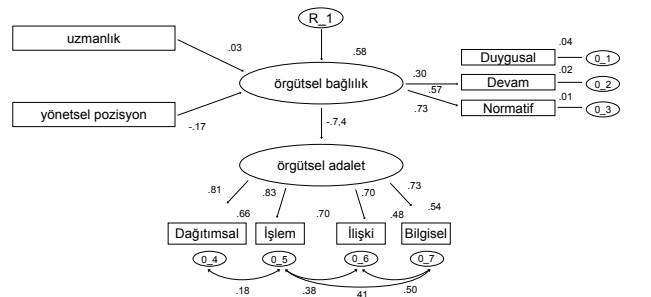 R_1
uzmanlık
.03
.58
Duygusal
.04
0_1
örgütsel bağlılık
.30
Devam
.02
0_2
.57
yönetsel pozisyon
-.17
.73
Normatif
.01
0_3
-.7,4
örgütsel adalet
.81
.83
.70
.73
.66
.70
.48
.54
Dağıtımsal
İşlem
İlişki
Bilgisel
0_4
0_5
0_6
0_7
.18
.38
.41
.50